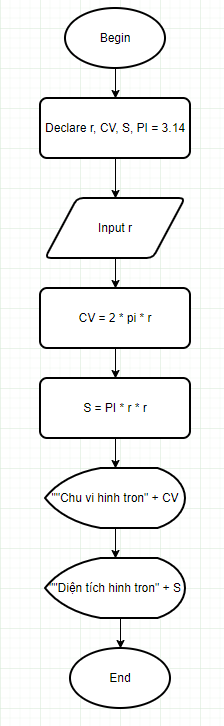 Begin
Declare r, CV, S, PI = 3.14
Input r
CV = 2 * pi * r
S = PI * r * r
""Chu vi hinh tron" + CV
""Diện tích hinh tron" + S
End